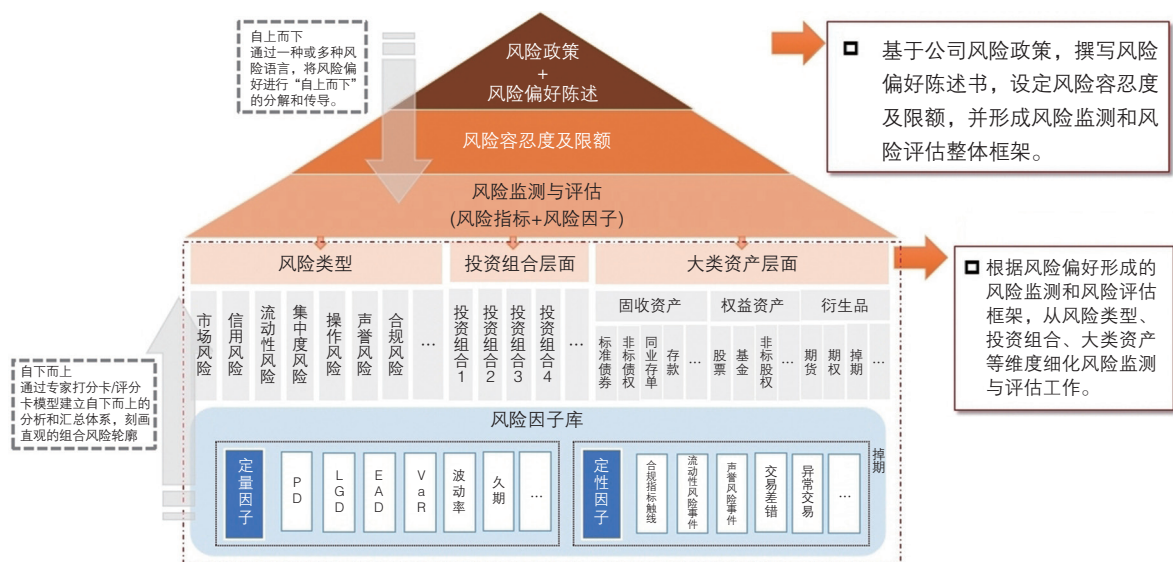 自上而下
通过一种或多种风
险语言，将风险偏
好进行“自上而下”
的分解和传导。
风险政策
+
风险偏好陈述
风险容忍度及限额
风险监测与评估
(风险指标+风险因子)
基于公司风险政策，撰写风险
偏好陈述书，设定风险容忍度
及限额，并形成风险监测和风
险评估整体框架。
风险类型
投资组合层面
大类资产层面
市场风险
信用风险
流动性风险
集中度风险
操作风险
声誉风险
合规风险
…
投资组合1
投资组合2
投资组合3
投资组合4
…
固收资产
权益资产
衍生品
标准债券
非标债权
同业存单
存款
…
股票
基金
非标股权
期货
期权
掉期
…
根据风险偏好形成的
风险监测和风险评估
框架，从风险类型、
投资组合、大类资产
等维度细化风险监测
与评估工作。
自下而上
通过专家打分卡/评分
卡模型建立自下而上的
分析和汇总体系，刻画
直观的组合风险轮廓
风险因子库
定量因子
PD
LGD
EAD
VaR
波动率
久期
…
定性因子
合规指标触线
流动性风险事件
声誉风险事件
交易差错
异常交易
…
掉期